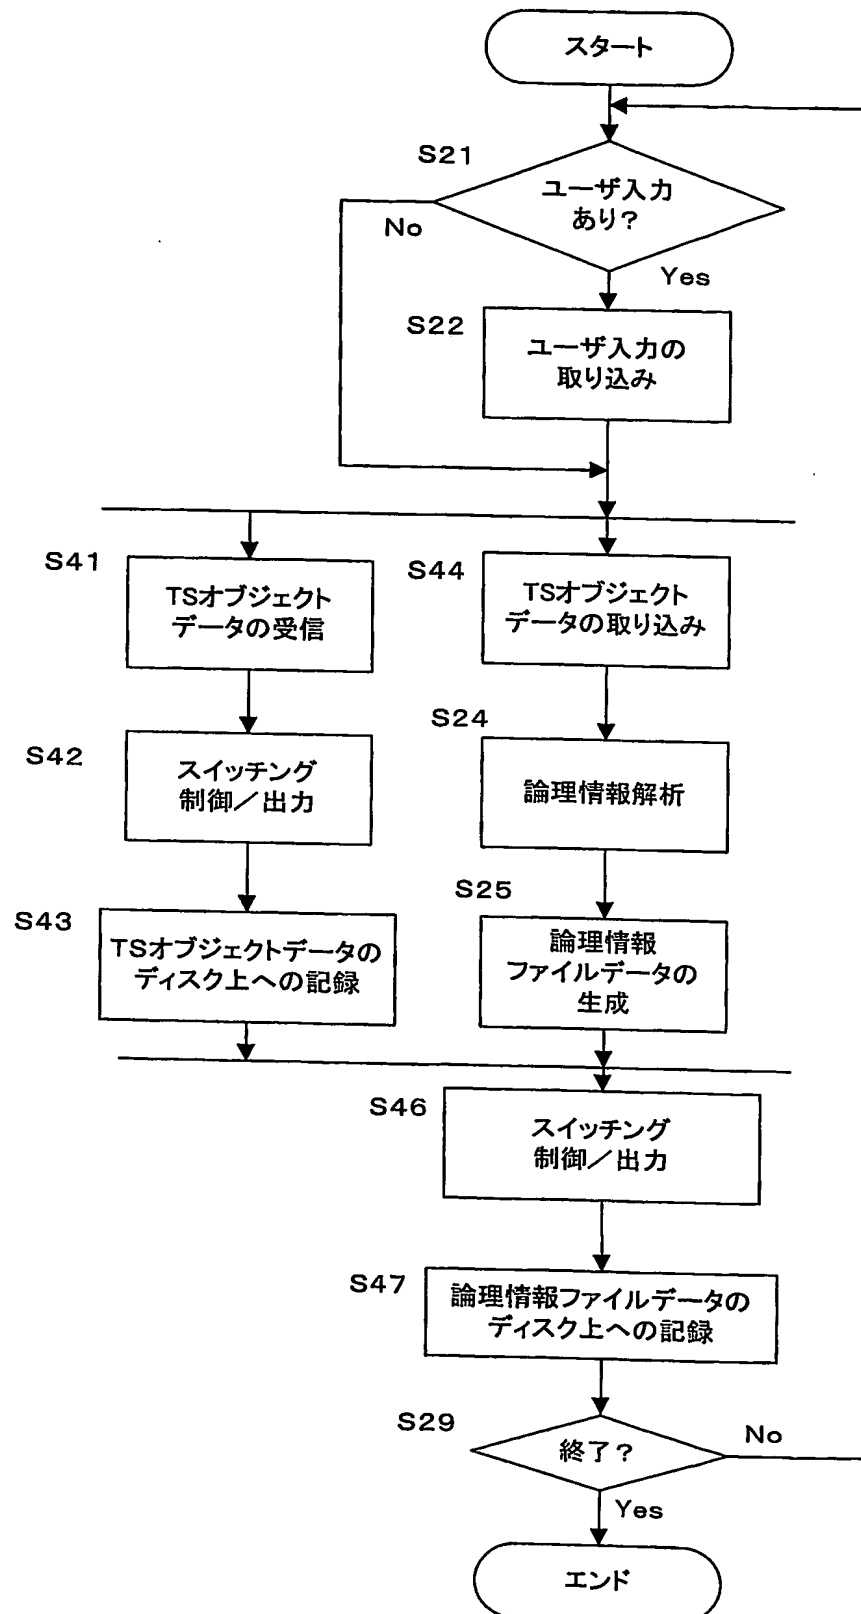 スタート
S21
ユーザ入力
あり?
No
Yes
S22
ユーザ入力の
取り込み
S41
TSオブジェクト
データの受信
S44
TSオブジェクト
データの取り込み
S42
スイッチング
制御/出力
S24
論理情報解析
S43
TSオブジェクトデータの
ディスク上への記録
S25
論理情報
ファイルデータの
生成
S46
スイッチング
制御/出力
S47
論理情報ファイルデータの
ディスク上への記録
S29
終了?
No
Yes
エンド